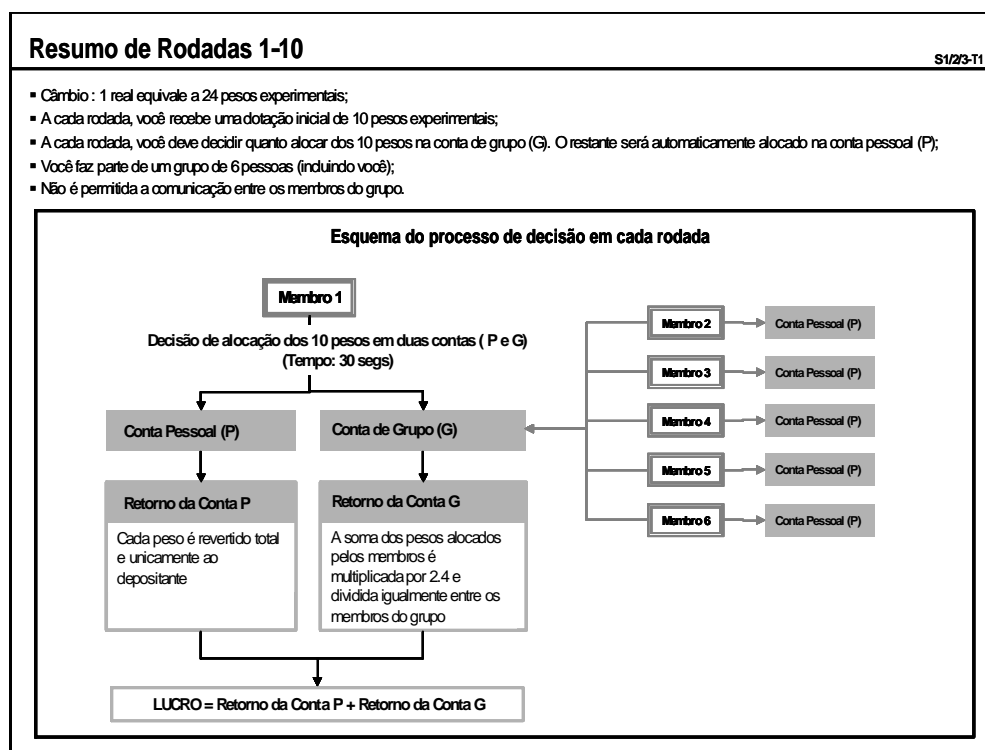 Resumo de Rodadas 1-10
S1/2/3-T1
▪ Câmbio : 1 real equivale a 24 pesos experimentais;
▪ A cada rodada, você recebe uma dotação inicial de 10 pesos experimentais;
▪ A cada rodada, você deve decidir quanto alocar dos 10 pesos na conta de grupo (G). O restante será automaticamente alocado na conta pessoal (P);
▪ Você faz parte de um grupo de 6 pessoas (incluindo você);
▪ Não é permitida a comunicação entre os membros do grupo.
Esquema do processo de decisão em cada rodada
Membro 1
Decisão de alocação dos 10 pesos em duas contas ( P e G)
(Tempo: 30 segs)
Conta Pessoal (P)
Conta de Grupo (G)
Retorno da Conta P
Cada peso é revertido total
e unicamente ao
depositante
Retorno da Conta G
A soma dos pesos alocados
pelos membros é
multiplicada por 2.4 e
dividida igualmente entre os
membros do grupo
LUCRO = Retorno da Conta P + Retorno da Conta G
Membro 2
Conta Pessoal (P)
Membro 3
Conta Pessoal (P)
Membro 4
Conta Pessoal (P)
Membro 5
Conta Pessoal (P)
Membro 6
Conta Pessoal (P)